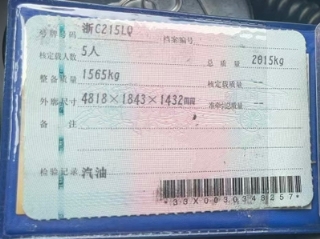 号牌号码 浙C215LQ 档案编号
核定载人数 5人 总质量 2015kg
整备质量 1565kg 核定载质量 --
外廓尺寸 4818×1843×1432mm 准牵引总质量 --
备注
检验记录 汽油